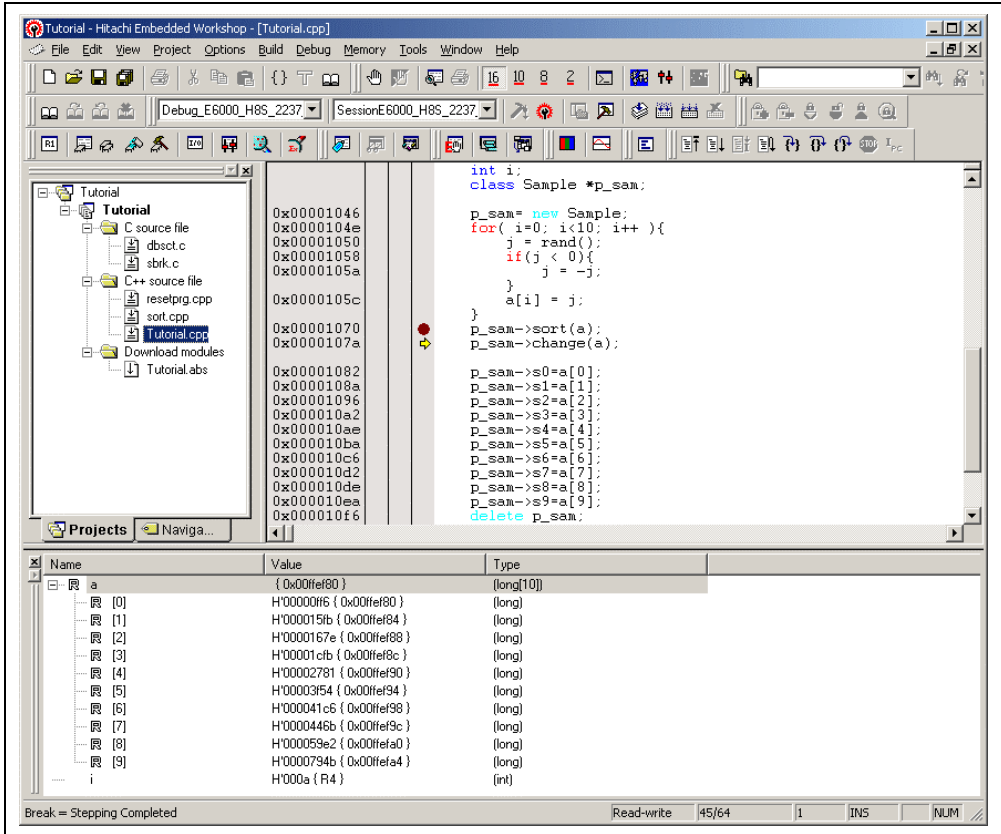 Tutorial - Hitachi Embedded Workshop - [Tutorial.cpp]
File Edit View Project Options Build Debug Memory Tools Window Help
16 10 8 2
Debug_E6000_H8S_2237_ SessionE6000_H8S_2237_
R1 I/O STOP IPC
Tutorial
Tutorial
C source file
dbsct.c
sbrk.c
C++ source file
resetprg.cpp
sort.cpp
Tutorial.cpp
Download modules
Tutorial.abs
Projects Naviga...
int i;
class Sample *p_sam;
0x00001046 p_sam= new Sample;
0x0000104e for( i=0; i<10; i++ ){
0x00001050 j = rand();
0x00001058 if(j < 0){
0x0000105a j = -j;
}
0x0000105c a[i] = j;
}
0x00001070 p_sam->sort(a);
0x0000107a p_sam->change(a);
0x00001082 p_sam->s0=a[0];
0x0000108a p_sam->s1=a[1];
0x00001096 p_sam->s2=a[2];
0x000010a2 p_sam->s3=a[3];
0x000010ae p_sam->s4=a[4];
0x000010ba p_sam->s5=a[5];
0x000010c6 p_sam->s6=a[6];
0x000010d2 p_sam->s7=a[7];
0x000010de p_sam->s8=a[8];
0x000010ea p_sam->s9=a[9];
0x000010f6 delete p_sam;
Name Value Type
R a { 0x00ffef80 } (long[10])
R [0] H'00000ff6 { 0x00ffef80 } (long)
R [1] H'000015fb { 0x00ffef84 } (long)
R [2] H'0000167e { 0x00ffef88 } (long)
R [3] H'00001cfb { 0x00ffef8c } (long)
R [4] H'00002781 { 0x00ffef90 } (long)
R [5] H'00003f54 { 0x00ffef94 } (long)
R [6] H'000041c6 { 0x00ffef98 } (long)
R [7] H'0000446b { 0x00ffef9c } (long)
R [8] H'000059e2 { 0x00ffefa0 } (long)
R [9] H'0000794b { 0x00ffefa4 } (long)
i H'000a { R4 } (int)
Break = Stepping Completed Read-write 45/64 1 INS NUM